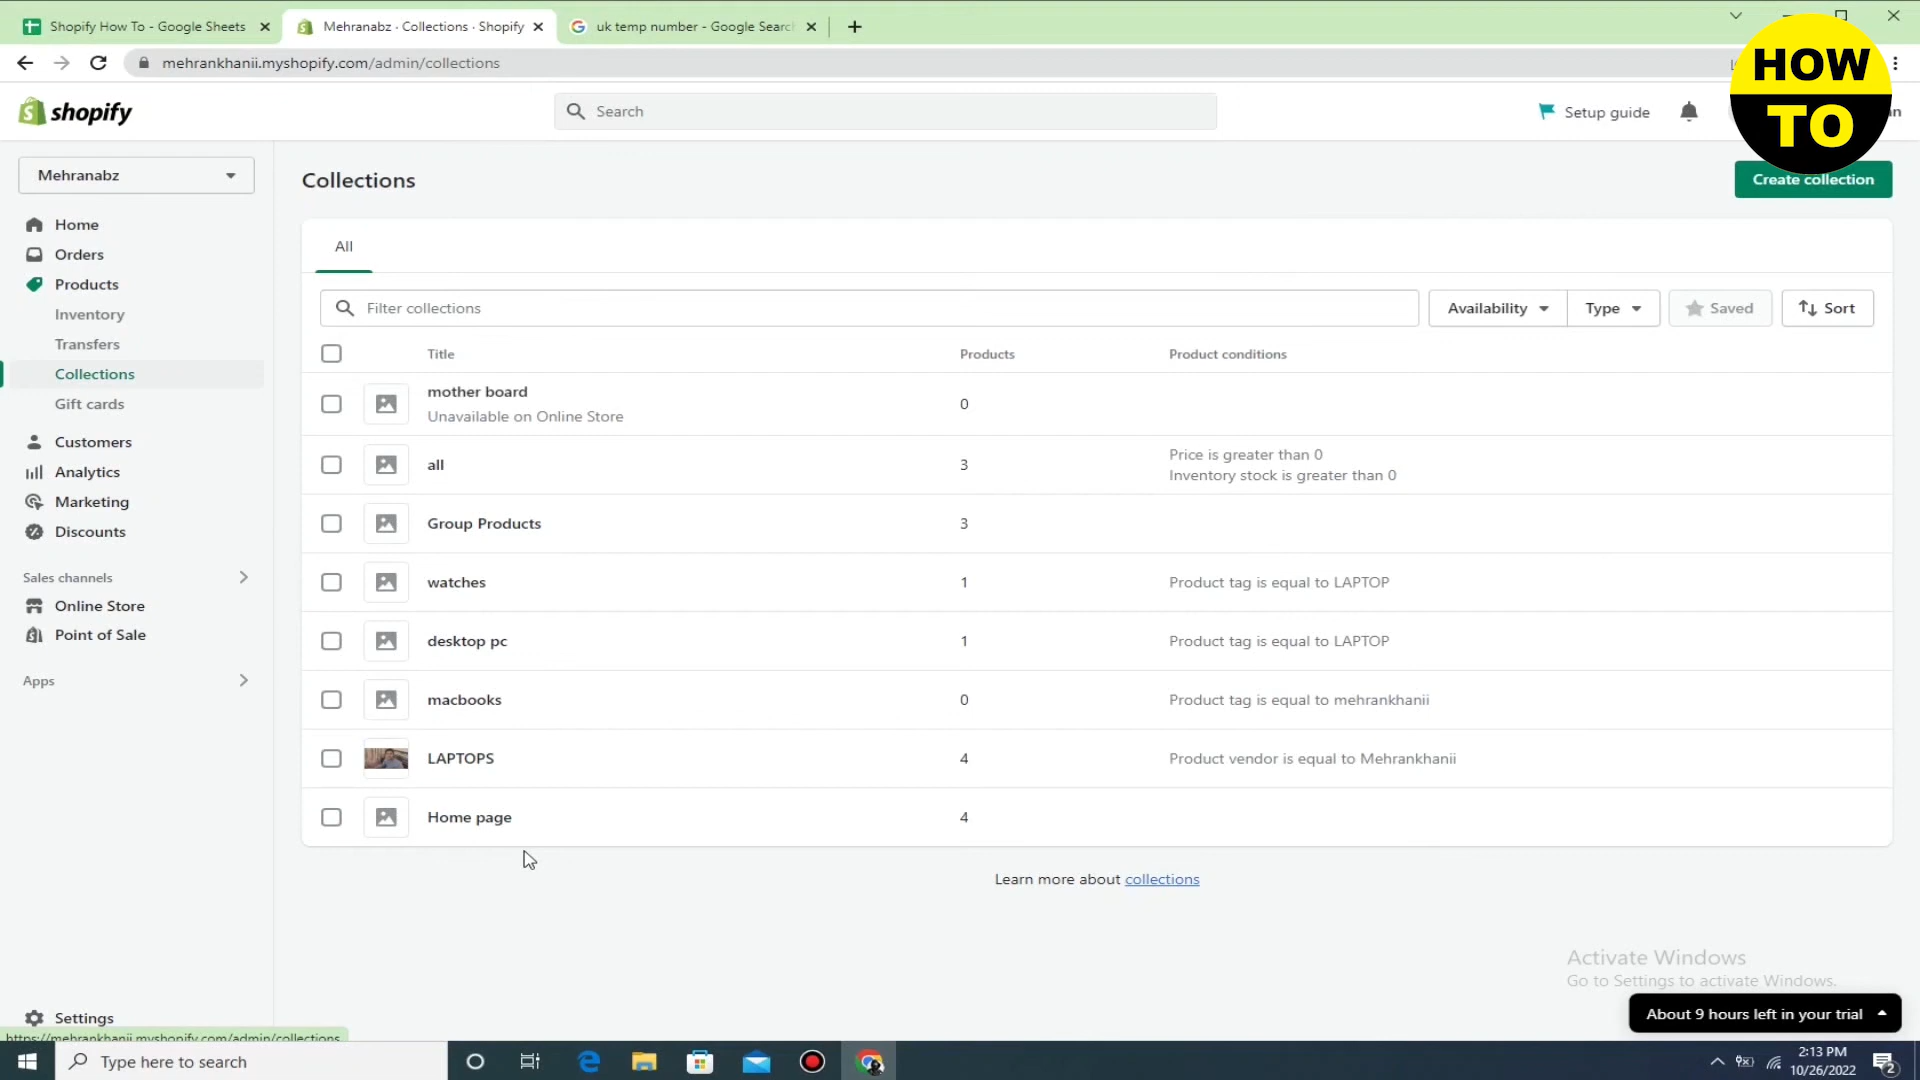 Shopify How To - Google Sheets
Mehranabz · Collections · Shopify
uk temp number - Google Search
mehrankhanii.myshopify.com/admin/collections
HOW
TO
shopify
Search
Setup guide
Mehranabz
Collections
Create collection
Home
Orders
Products
Inventory
Transfers
Collections
Gift cards
Customers
Analytics
Marketing
Discounts
Sales channels
Online Store
Point of Sale
Apps
Settings
All
Filter collections
Availability
Type
Saved
Sort
Title Products Product conditions
mother board
Unavailable on Online Store
0
all
3
Price is greater than 0
Inventory stock is greater than 0
Group Products 3
watches 1 Product tag is equal to LAPTOP
desktop pc 1 Product tag is equal to LAPTOP
macbooks 0 Product tag is equal to mehrankhanii
LAPTOPS 4 Product vendor is equal to Mehrankhanii
Home page 4
Learn more about collections
Activate Windows
Go to Settings to activate Windows.
About 9 hours left in your trial
https://mehrankhanii.myshopify.com/admin/collections
Type here to search
2:13 PM
10/26/2022
2